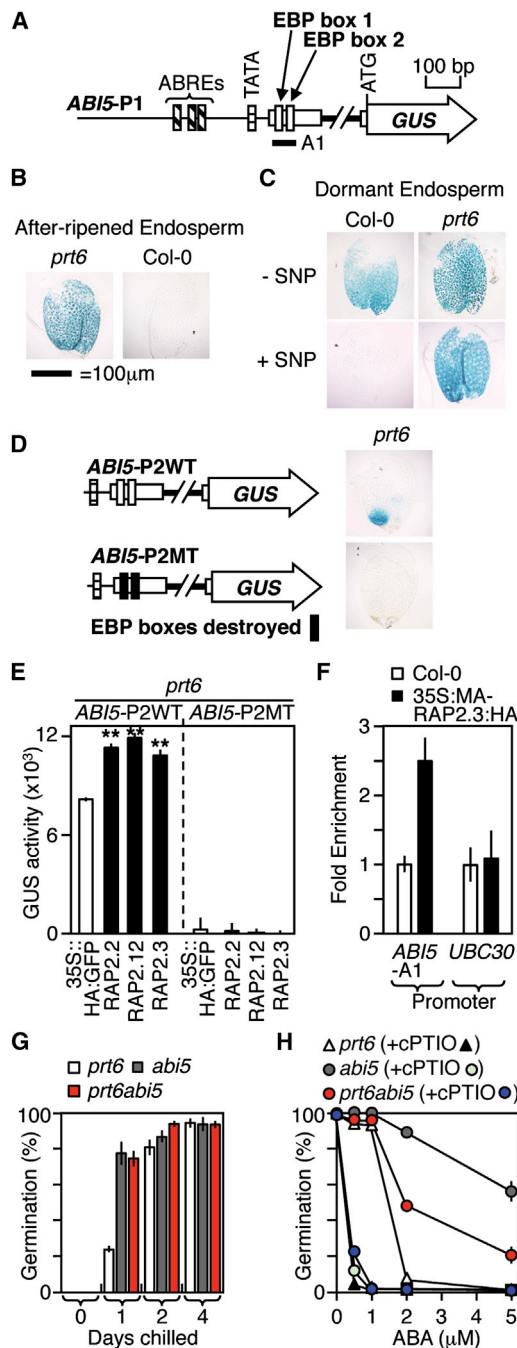 A
EBP box 1
EBP box 2
ABREs
TATA
ATG
100 bp
ABI5-P1
GUS
A1
B
After-ripened Endosperm
prt6 Col-0
=100μm
C
Dormant Endosperm
Col-0 prt6
- SNP
+ SNP
D
prt6
ABI5-P2WT
GUS
ABI5-P2MT
GUS
EBP boxes destroyed
E
prt6
ABI5-P2WT ABI5-P2MT
GUS activity (x10³)
12
6
0
** ** **
35S::
HA:GFP
RAP2.2
RAP2.12
RAP2.3
35S::
HA:GFP
RAP2.2
RAP2.12
RAP2.3
F
Col-0
35S:MA-
RAP2.3:HA
Fold Enrichment
3
2
1
0
ABI5
-A1
UBC30
Promoter
G
prt6 abi5
prt6abi5
Germination (%)
100
0
0 1 2 4
Days chilled
H
prt6 (+cPTIO )
abi5 (+cPTIO )
prt6abi5 (+cPTIO )
Germination (%)
100
0
0 1 2 3 4 5
ABA (μM)